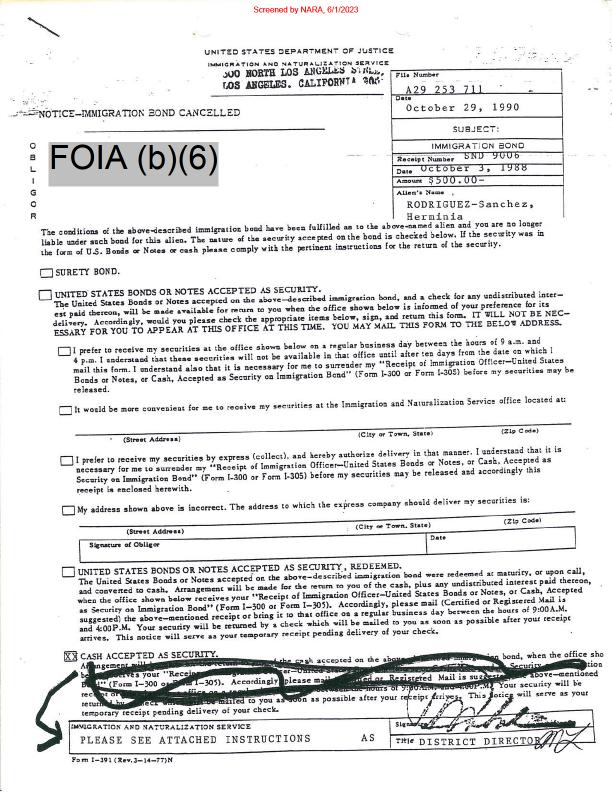 Screened by NARA, 6/1/2023
UNITED STATES DEPARTMENT OF JUSTICE
IMMIGRATION AND NATURALIZATION SERVICE
300 NORTH LOS ANGELES STREET
LOS ANGELES. CALIFORNIA
File Number
A29 253 711
Date
October 29, 1990
NOTICE—IMMIGRATION BOND CANCELLED
SUBJECT:
IMMIGRATION BOND
Receipt Number SND 9006
Date October 3, 1988
Amount $500.00-
Alien's Name
RODRIGUEZ-Sanchez,
Herminia
OBLIGOR
FOIA (b)(6)
The conditions of the above-described immigration bond have been fulfilled as to the above-named alien and you are no longer
liable under such bond for this alien. The nature of the security accepted on the bond is checked below. If the security was in
the form of U.S. Bonds or Notes or cash please comply with the pertinent instructions for the return of the security.
SURETY BOND.
UNITED STATES BONDS OR NOTES ACCEPTED AS SECURITY.
The United States Bonds or Notes accepted on the above-described immigration bond, and a check for any undistributed inter-
est paid thereon, will be made available for return to you when the office shown below is informed of your preference for its
delivery. Accordingly, would you please check the appropriate items below, sign, and return this form. IT WILL NOT BE NEC-
ESSARY FOR YOU TO APPEAR AT THIS OFFICE AT THIS TIME. YOU MAY MAIL THIS FORM TO THE BELOW ADDRESS.
I prefer to receive my securities at the office shown below on a regular business day between the hours of 9 a.m. and
4 p.m. I understand that these securities will not be available in that office until after ten days from the date on which I
mail this form. I understand also that it is necessary for me to surrender my "Receipt of Immigration Officer—United States
Bonds or Notes, or Cash, Accepted as Security on Immigration Bond" (Form I-300 or Form I-305) before my securities may be
released.
It would be more convenient for me to receive my securities at the Immigration and Naturalization Service office located at:
(Street Address) (City or Town, State) (Zip Code)
I prefer to receive my securities by express (collect), and hereby authorize delivery in that manner. I understand that it is
necessary for me to surrender my "Receipt of Immigration Officer—United States Bonds or Notes, or Cash, Accepted as
Security on Immigration Bond" (Form I-300 or Form I-305) before my securities may be released and accordingly this
receipt is enclosed herewith.
My address shown above is incorrect. The address to which the express company should deliver my securities is:
(Street Address) (City or Town, State) (Zip Code)
Signature of Obligor Date
UNITED STATES BONDS OR NOTES ACCEPTED AS SECURITY, REDEEMED.
The United States Bonds or Notes accepted on the above-described immigration bond were redeemed at maturity, or upon call,
and converted to cash. Arrangement will be made for the return to you of the cash, plus any undistributed interest paid thereon,
when the office shown below receives your "Receipt of Immigration Officer—United States Bonds or Notes, or Cash, Accepted
as Security on Immigration Bond" (Form I-300 or Form I-305). Accordingly, please mail (Certified or Registered Mail is
suggested) the above-mentioned receipt or bring it to that office on a regular business day between the hours of 9:00A.M.
and 4:00P.M. Your security will be returned by a check which will be mailed to you as soon as possible after your receipt
arrives. This notice will serve as your temporary receipt pending delivery of your check.
XX CASH ACCEPTED AS SECURITY.
Arrangement will be the return the cash accepted on the above immigration bond, when the office sho
receives your "Receipt
(Form I-300 or I-305). Accordingly please mail or Registered Mail is suggested above-mentioned
receipt or between the hours of 9:00A.M. and 4:00P.M. Your security will be
returned by check which will be mailed to you as soon as possible after your receipt arrives. This notice will serve as your
temporary receipt pending delivery of your check.
IMMIGRATION AND NATURALIZATION SERVICE
PLEASE SEE ATTACHED INSTRUCTIONS AS
Title DISTRICT DIRECTOR
Form I-391 (Rev.3-14-77)N